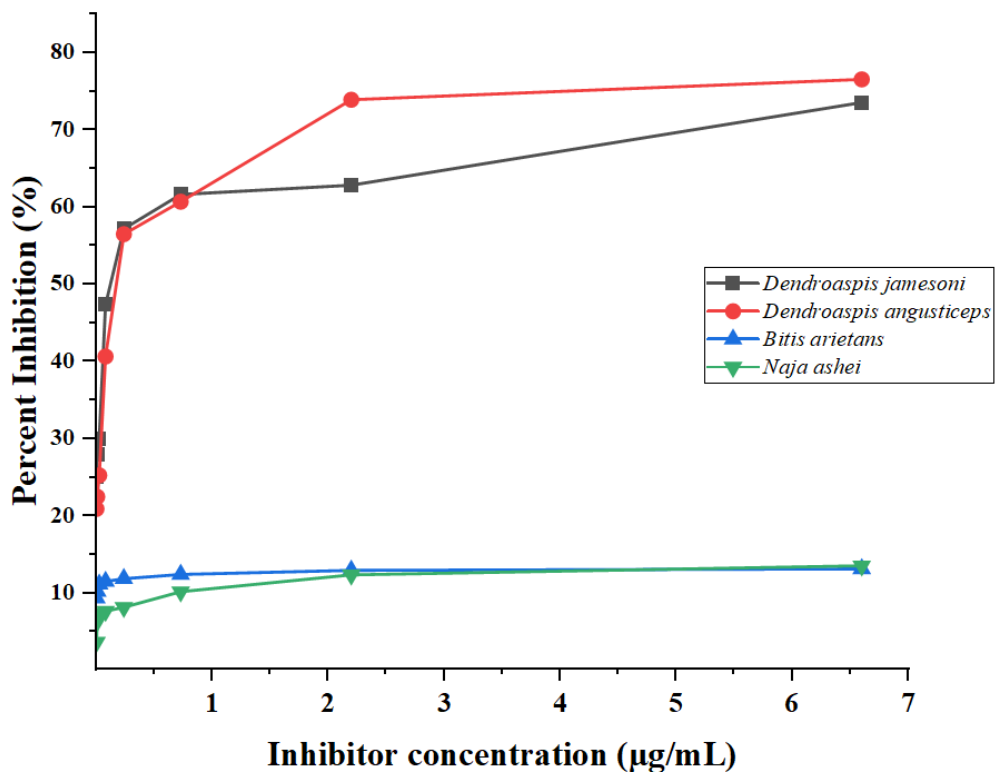 Percent Inhibition (%)
80
70
60
50
40
30
20
10
Dendroaspis jamesoni
Dendroaspis angusticeps
Bitis arietans
Naja ashei
1 2 3 4 5 6 7
Inhibitor concentration (µg/mL)